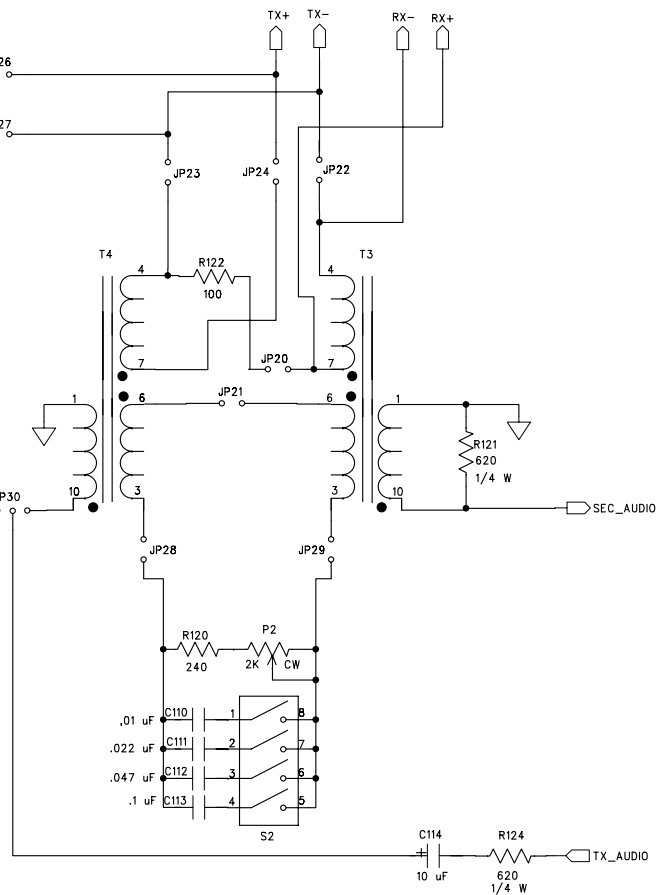 TX+ TX- RX- RX+
26
27
JP23 JP24 JP22
T4 T3
4 R122 4
100
7 JP20 7
1 6 JP21 6 1
R121
620
1/4 W
10 3 3 10
P30
SEC_AUDIO
JP28 JP29
R120 P2
240 2K CW
.01 uF C110 1 8
.022 uF C111 2 7
.047 uF C112 3 6
.1 uF C113 4 5
S2
C114 R124
+ TX_AUDIO
10 uF 620
1/4 W